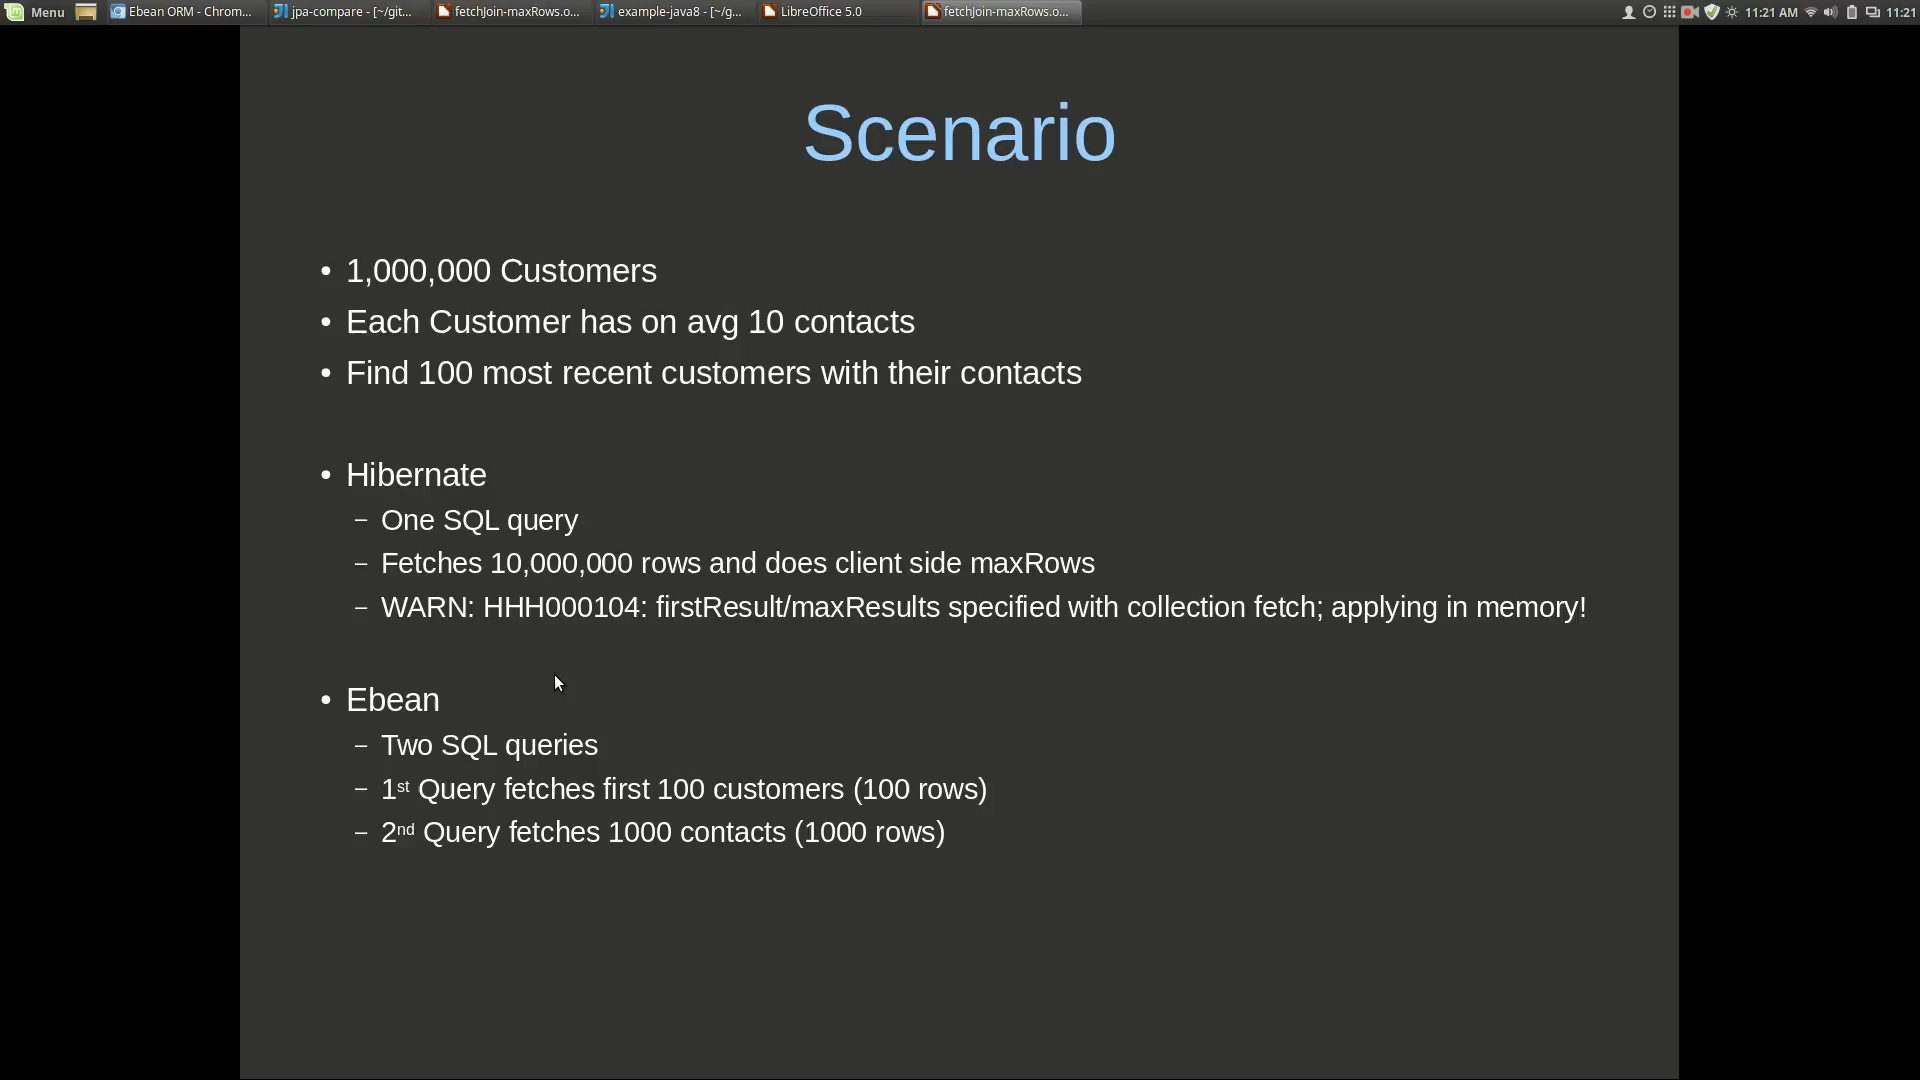 Menu Ebean ORM - Chrom... jpa-compare - [~/git... fetchJoin-maxRows.o... example-java8 - [~/g... LibreOffice 5.0 fetchJoin-maxRows.o... 11:21 AM 11:21
Scenario
• 1,000,000 Customers
• Each Customer has on avg 10 contacts
• Find 100 most recent customers with their contacts
• Hibernate
– One SQL query
– Fetches 10,000,000 rows and does client side maxRows
– WARN: HHH000104: firstResult/maxResults specified with collection fetch; applying in memory!
• Ebean
– Two SQL queries
– 1st Query fetches first 100 customers (100 rows)
– 2nd Query fetches 1000 contacts (1000 rows)